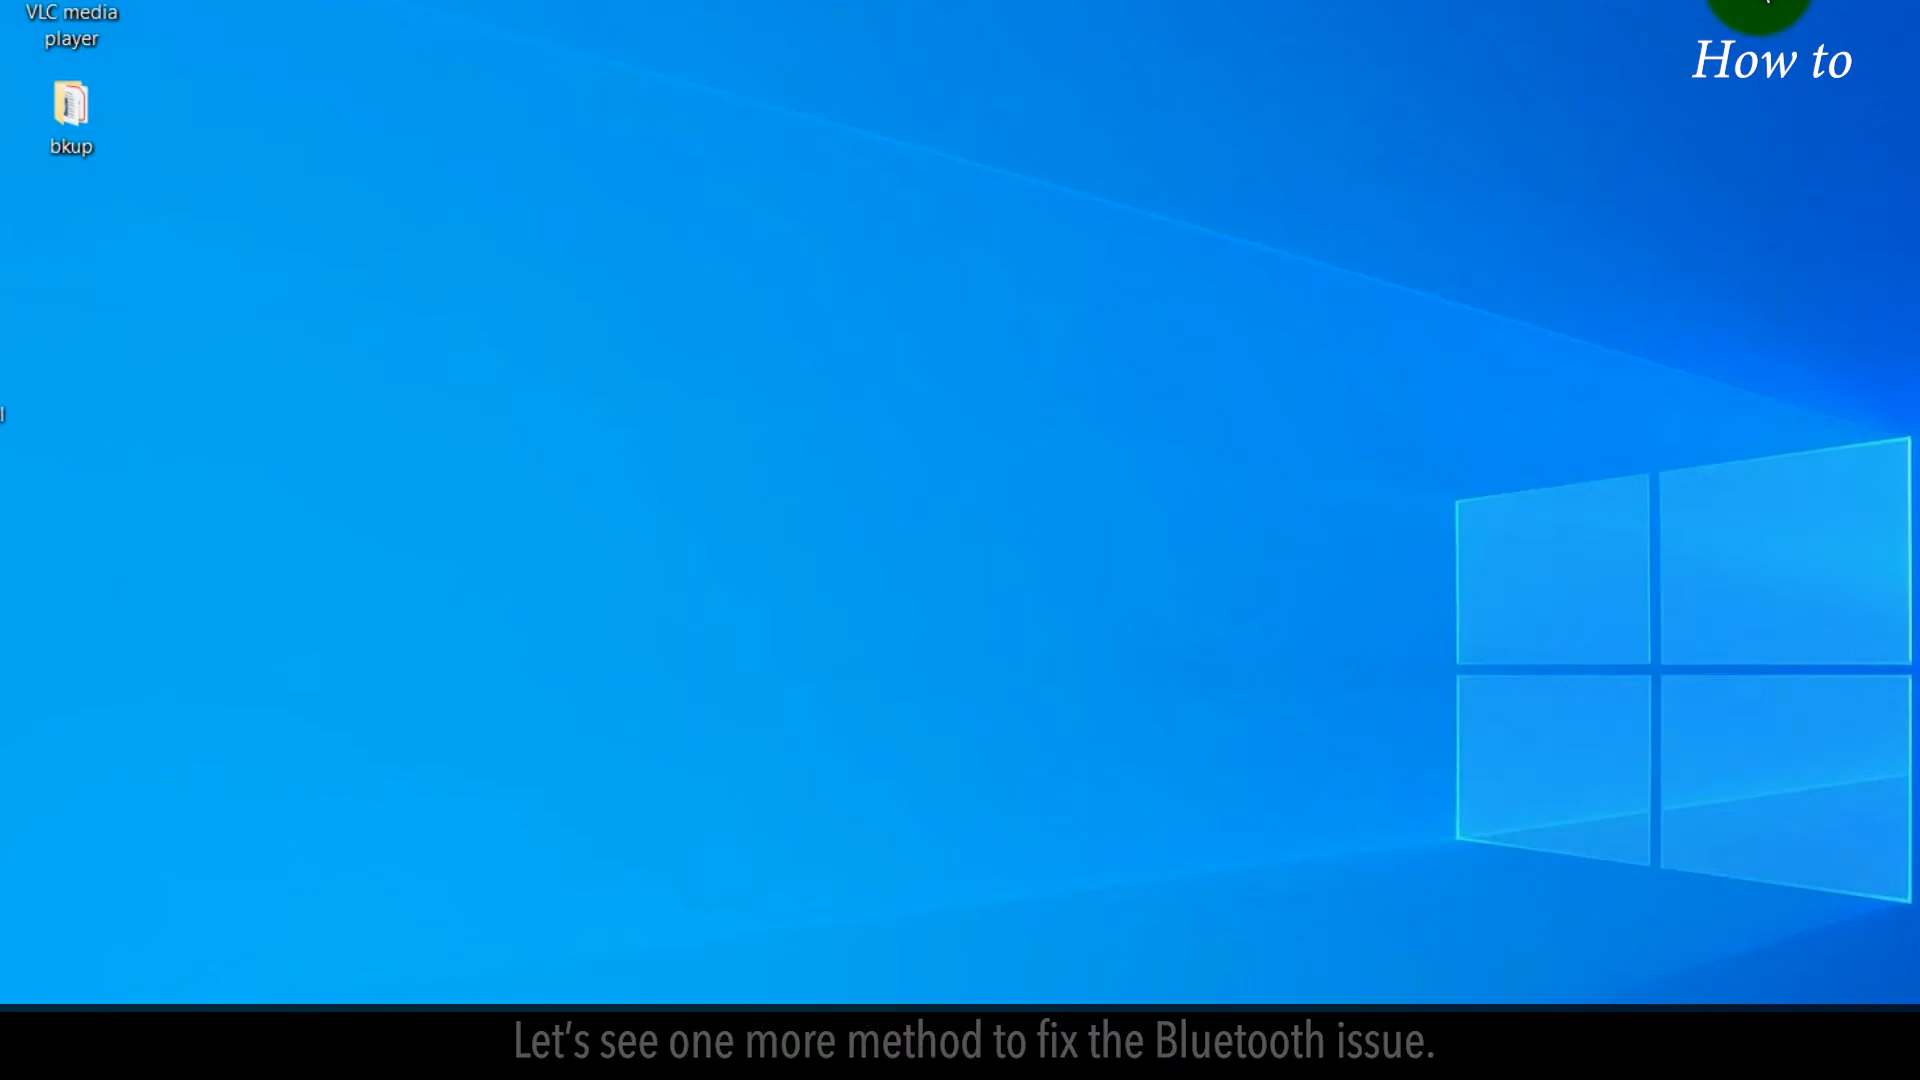 VLC media
player
How to
bkup
l
Let’s see one more method to fix the Bluetooth issue.